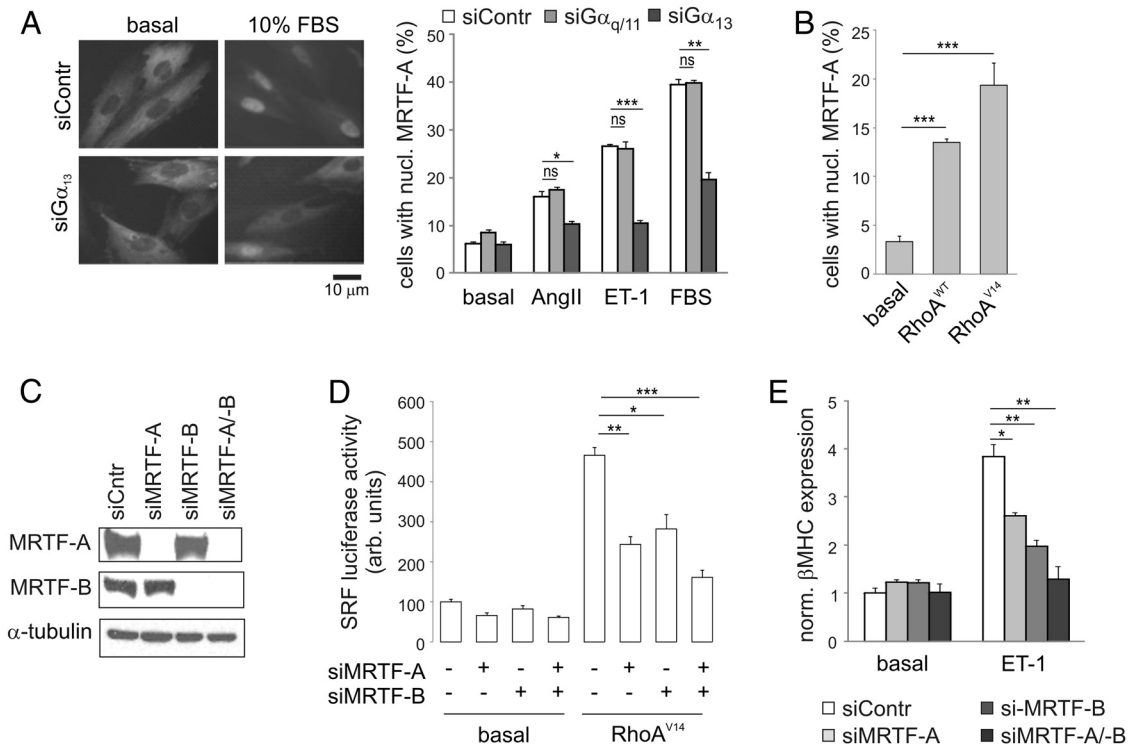 A
basal
10% FBS
siContr
siGα13
10 μm
siContr
siGαq/11
siGα13
cells with nucl. MRTF-A (%)
50
40
30
20
10
0
ns
*
ns
***
ns
**
basal
AngII
ET-1
FBS
B
cells with nucl. MRTF-A (%)
25
20
15
10
5
0
***
***
basal
RhoAWT
RhoAV14
C
siCntr
siMRTF-A
siMRTF-B
siMRTF-A/-B
MRTF-A
MRTF-B
α-tubulin
D
SRF luciferase activity
(arb. units)
600
500
400
300
200
100
0
***
*
**
siMRTF-A - + - + - + - +
siMRTF-B - - + + - - + +
basal
RhoAV14
E
norm. βMHC expression
5
4
3
2
1
0
**
**
*
basal
ET-1
siContr
si-MRTF-B
siMRTF-A
siMRTF-A/-B